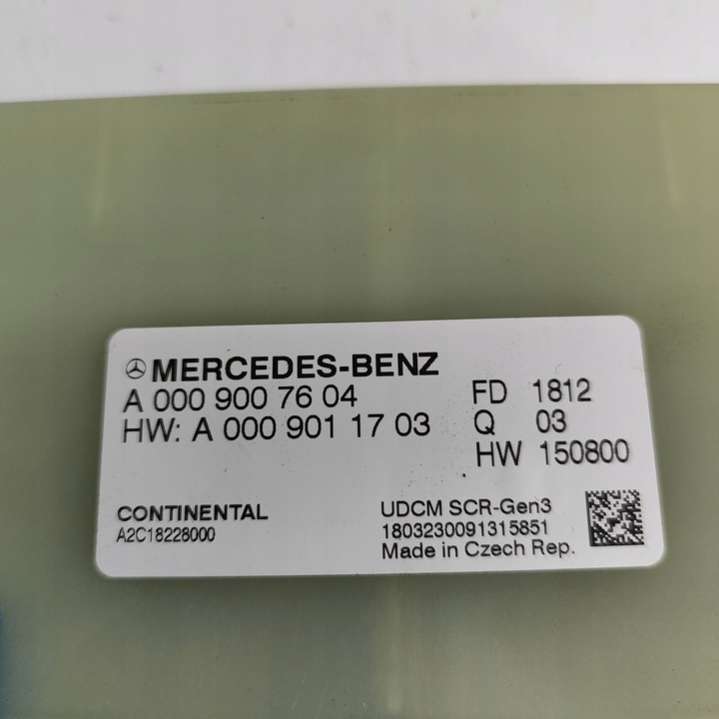 MERCEDES-BENZ
A 000 900 76 04
HW: A 000 901 17 03
FD 1812
Q 03
HW 150800
CONTINENTAL
A2C18228000
UDCM SCR-Gen3
1803230091315851
Made in Czech Rep.